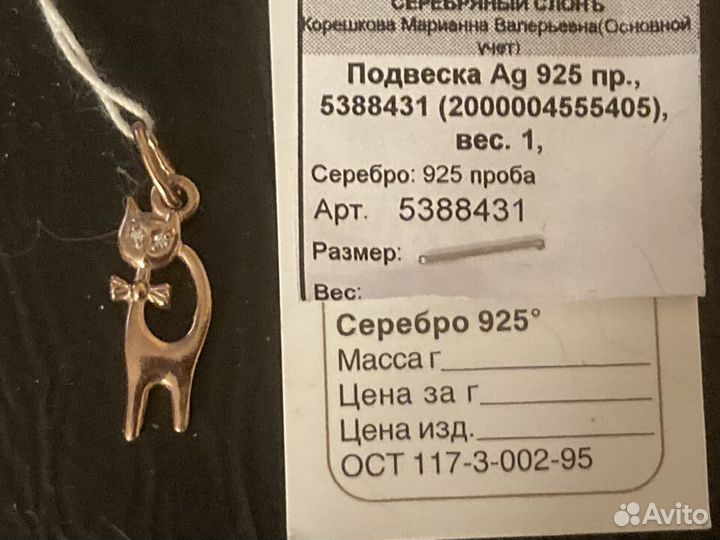 СЕРЕБРЯНЫЙ СЛОНЪ
Корешкова Марианна Валерьевна(Основной
учет)
Подвеска Ag 925 пр.,
5388431 (2000004555405),
вес. 1,
Серебро: 925 проба
Арт. 5388431
Размер:
Вес:
Серебро 925°
Масса г
Цена за г
Цена изд.
ОСТ 117-3-002-95
Avito